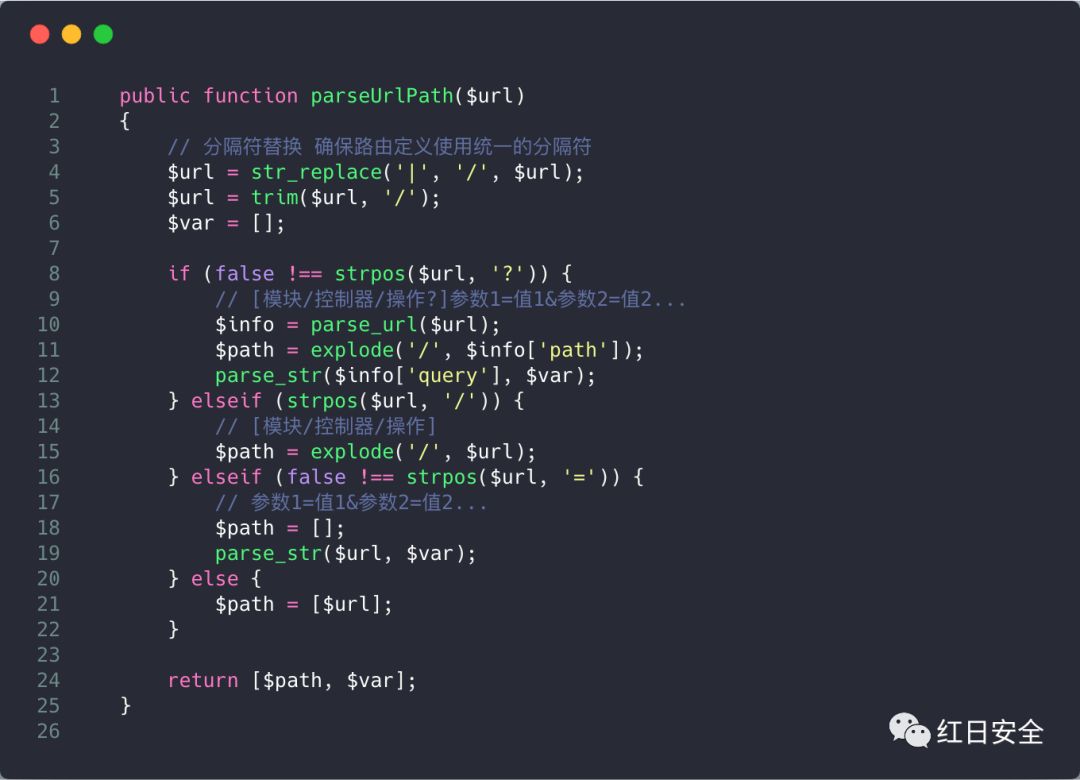 1 public function parseUrlPath($url)
2 {
3 // 分隔符替换 确保路由定义使用统一的分隔符
4 $url = str_replace('|', '/', $url);
5 $url = trim($url, '/');
6 $var = [];
7
8 if (false !== strpos($url, '?')) {
9 // [模块/控制器/操作?]参数1=值1&参数2=值2...
10 $info = parse_url($url);
11 $path = explode('/', $info['path']);
12 parse_str($info['query'], $var);
13 } elseif (strpos($url, '/')) {
14 // [模块/控制器/操作]
15 $path = explode('/', $url);
16 } elseif (false !== strpos($url, '=')) {
17 // 参数1=值1&参数2=值2...
18 $path = [];
19 parse_str($url, $var);
20 } else {
21 $path = [$url];
22 }
23
24 return [$path, $var];
25 }
26
红日安全